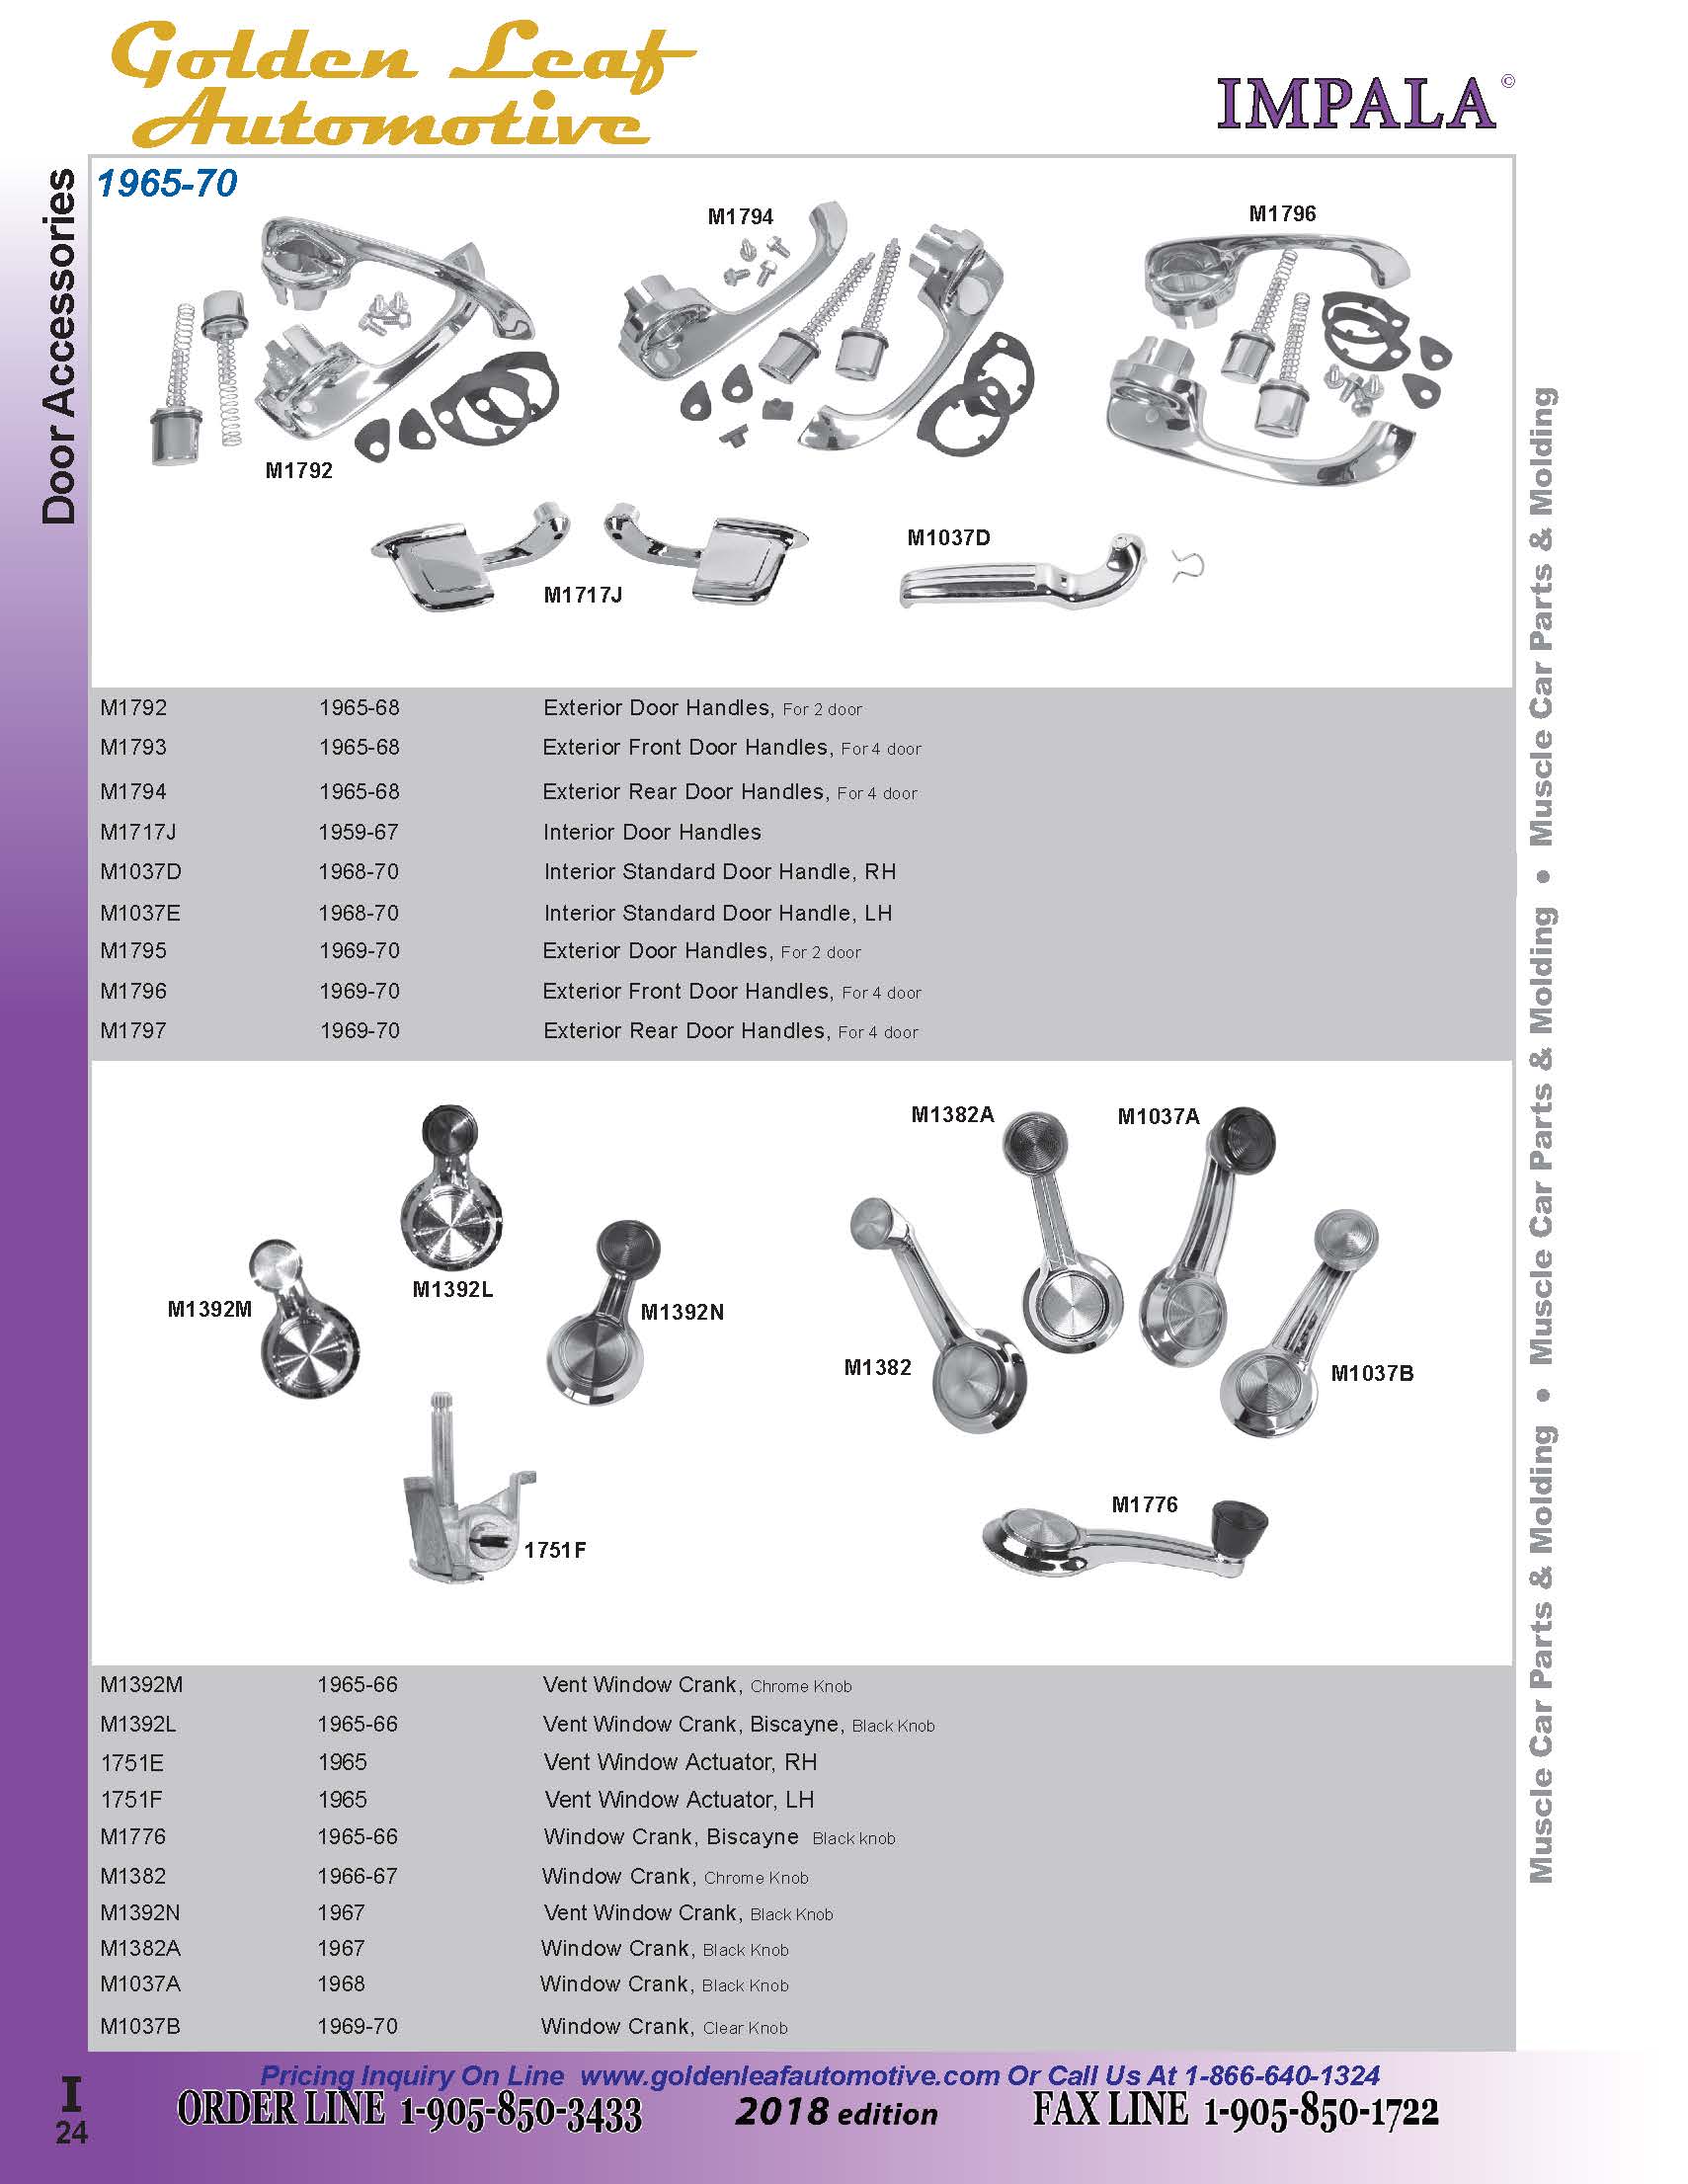 Golden Leaf
Automotive
IMPALA©
Door Accessories
1965-70
M1794
M1796
M1792
M1037D
M1717J
M1792 1965-68 Exterior Door Handles, For 2 door
M1793 1965-68 Exterior Front Door Handles, For 4 door
M1794 1965-68 Exterior Rear Door Handles, For 4 door
M1717J 1959-67 Interior Door Handles
M1037D 1968-70 Interior Standard Door Handle, RH
M1037E 1968-70 Interior Standard Door Handle, LH
M1795 1969-70 Exterior Door Handles, For 2 door
M1796 1969-70 Exterior Front Door Handles, For 4 door
M1797 1969-70 Exterior Rear Door Handles, For 4 door
M1382A
M1037A
M1392L
M1392M
M1392N
M1382
M1037B
M1776
1751F
M1392M 1965-66 Vent Window Crank, Chrome Knob
M1392L 1965-66 Vent Window Crank, Biscayne, Black Knob
1751E 1965 Vent Window Actuator, RH
1751F 1965 Vent Window Actuator, LH
M1776 1965-66 Window Crank, Biscayne Black knob
M1382 1966-67 Window Crank, Chrome Knob
M1392N 1967 Vent Window Crank, Black Knob
M1382A 1967 Window Crank, Black Knob
M1037A 1968 Window Crank, Black Knob
M1037B 1969-70 Window Crank, Clear Knob
Muscle Car Parts & Molding • Muscle Car Parts & Molding • Muscle Car Parts & Molding
Pricing Inquiry On Line www.goldenleafautomotive.com Or Call Us At 1-866-640-1324
ORDER LINE 1-905-850-3433 2018 edition FAX LINE 1-905-850-1722
I
24